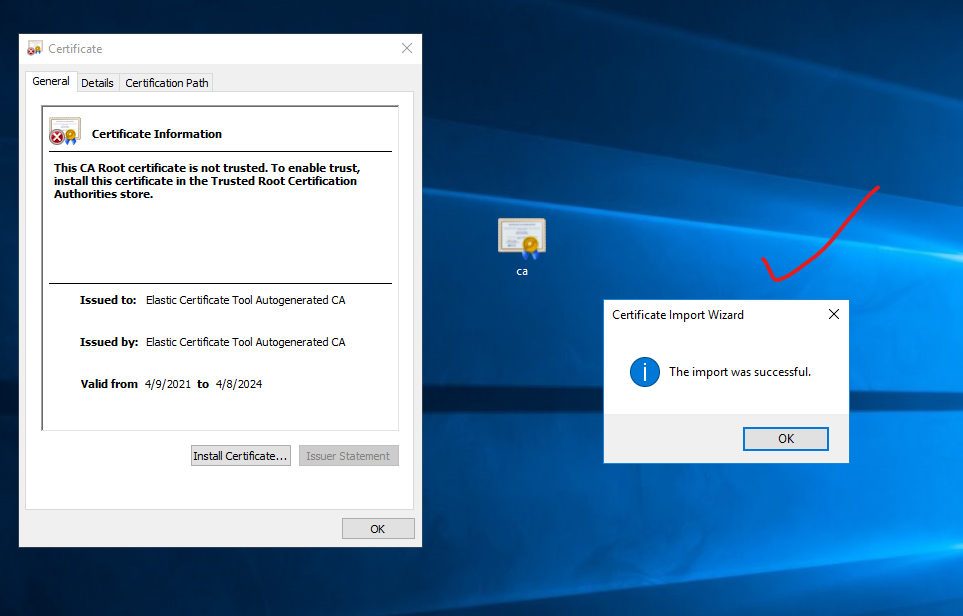 Certificate
General
Details
Certification Path
Certificate Information
This CA Root certificate is not trusted. To enable trust,
install this certificate in the Trusted Root Certification
Authorities store.
Issued to: Elastic Certificate Tool Autogenerated CA
Issued by: Elastic Certificate Tool Autogenerated CA
Valid from 4/9/2021 to 4/8/2024
Install Certificate...
Issuer Statement
OK
ca
Certificate Import Wizard
The import was successful.
OK